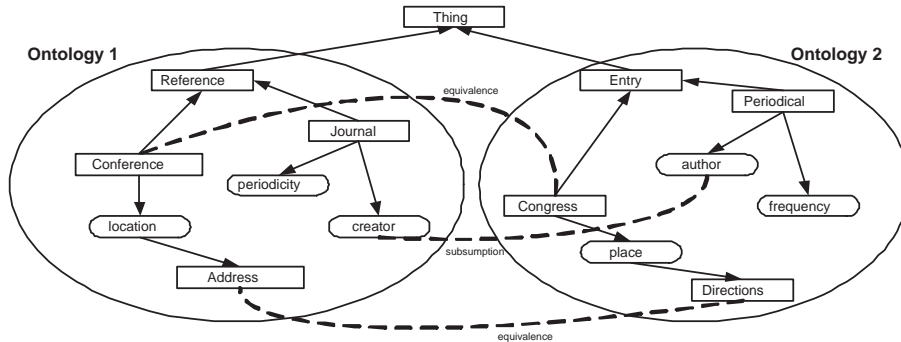 Thing
Ontology 1
Ontology 2
Reference
Entry
equivalence
Periodical
Journal
Conference
author
periodicity
Congress
frequency
location
creator
subsumption
place
Address
Directions
equivalence